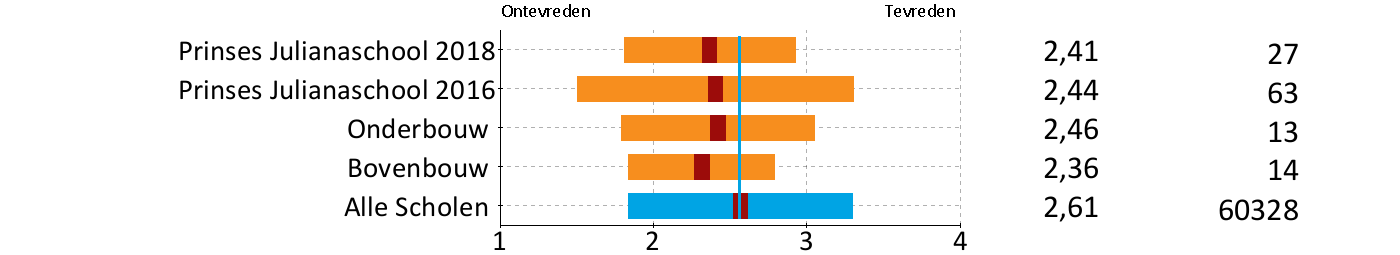 Ontevreden Tevreden
Prinses Julianaschool 2018 2,41 27
Prinses Julianaschool 2016 2,44 63
Onderbouw 2,46 13
Bovenbouw 2,36 14
Alle Scholen 2,61 60328
1 2 3 4